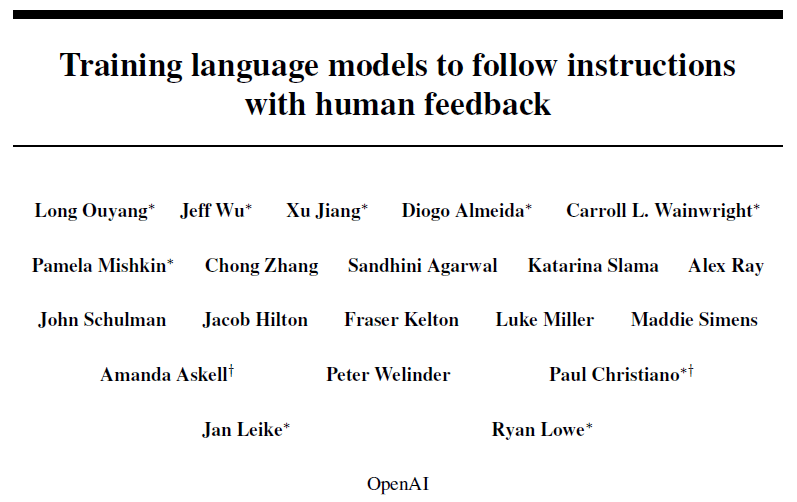 Training language models to follow instructions
with human feedback
Long Ouyang* Jeff Wu* Xu Jiang* Diogo Almeida* Carroll L. Wainwright*
Pamela Mishkin* Chong Zhang Sandhini Agarwal Katarina Slama Alex Ray
John Schulman Jacob Hilton Fraser Kelton Luke Miller Maddie Simens
Amanda Askell† Peter Welinder Paul Christiano*†
Jan Leike* Ryan Lowe*
OpenAI